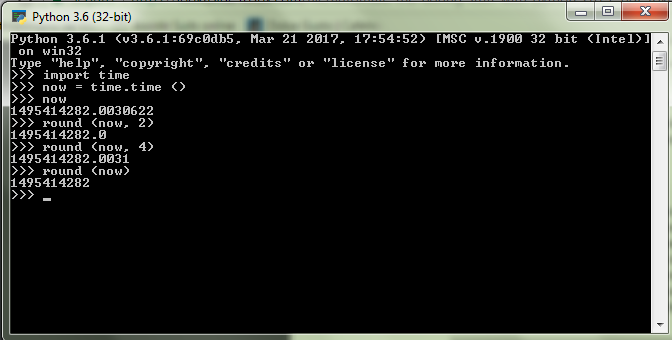 Python 3.6 (32-bit)
Python 3.6.1 (v3.6.1:69c0db5, Mar 21 2017, 17:54:52) [MSC v.1900 32 bit (Intel)]
 on win32
Type "help", "copyright", "credits" or "license" for more information.
>>> import time
>>> now = time.time ()
>>> now
1495414282.0030622
>>> round (now, 2)
1495414282.0
>>> round (now, 4)
1495414282.0031
>>> round (now)
1495414282
>>> _